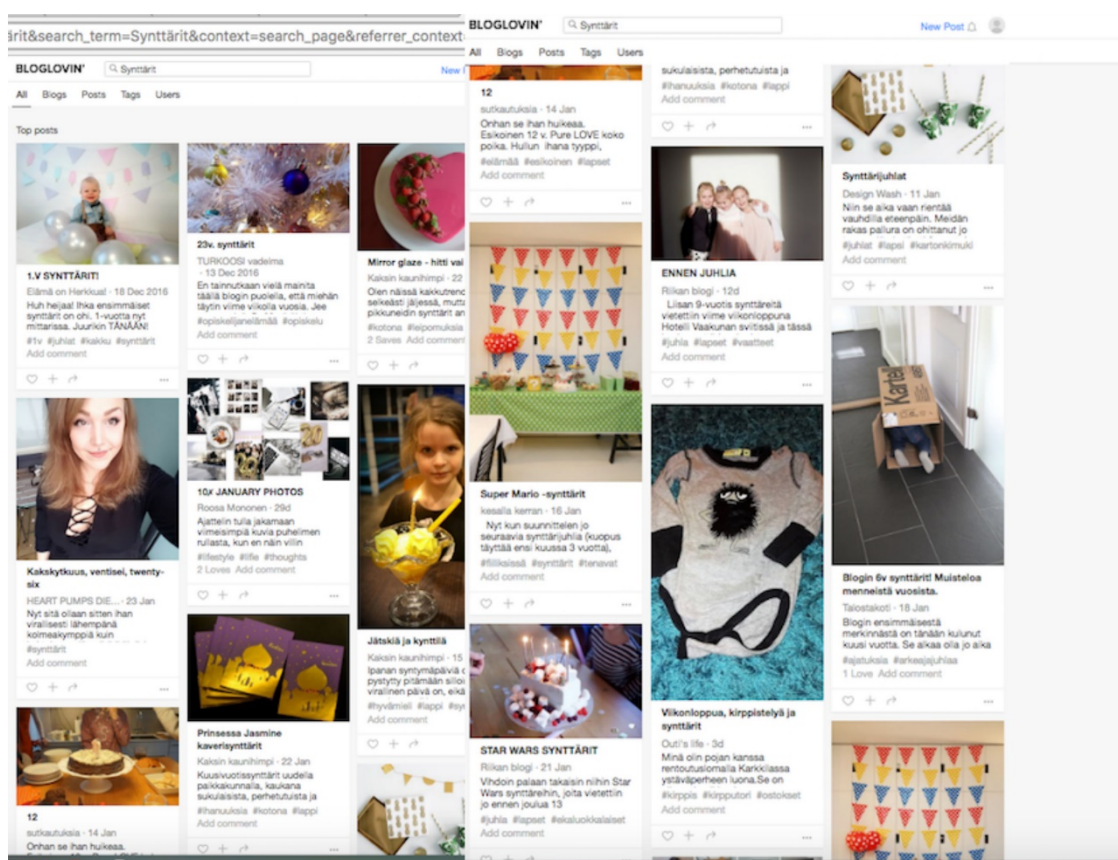 ärit&search_term=Synttärit&context=search_page&referrer_context
BLOGLOVIN'
Synttärit
New
All Blogs Posts Tags Users
Top posts
1.V SYNTTÄRIT!
Elämä on Herkkua! · 18 Dec 2016
Huh heijaa! Ihka ensimmäiset
synttärit on ohi. 1-vuotta nyt
mittarissa. Juurikin TÄNÄÄN!
#1v #juhlat #kakku #synttärit
Add comment
Kakskytkuus, ventisei, twenty-
six
HEART PUMPS DIE... · 23 Jan
Nyt sitä ollaan sitten ihan
virallisesti lähempänä
kolmeakymppiä kuin
#synttärit
Add comment
12
sutkautuksia · 14 Jan
Onhan se ihan huikeaa.
23v. synttärit
TURKOOSI vadelma
· 13 Dec 2016
En tainnutkaan vielä mainita
täällä blogin puolella, että miehän
täytin viime viikolla vuosia. Jee
#opiskelijanelämää #opiskelu
Add comment
10x JANUARY PHOTOS
Roosa Mononen · 29d
Ajattelin tulla jakamaan
viimeisimpiä kuvia puhelimen
rullasta, kun en näin villin
#lifestyle #life #thoughts
2 Loves Add comment
Prinsessa Jasmine
kaverisynttärit
Kaksin kaunihimpi · 22 Jan
Kuusivuotissynttärit uudella
paikkakunnalla, kaukana
sukulaisista, perhetutuista ja
#ihanuuksia #kotona #lappi
Add comment
Mirror glaze - hitti vai
Kaksin kaunihimpi · 22
Olen näissä kakkutrend
selkeästi jäljessä, mutta
pikkuneidin synttärit an
#kotona #leipomuksia
2 Saves Add comment
Jätskiä ja kynttilä
Kaksin kaunihimpi · 15
Ipanan syntymäpäiviä o
pystytty pitämään silloi
virallinen päivä on, eikä
#hyvämieli #lappi #syn
Add comment
BLOGLOVIN'
Synttärit
New Post
All Blogs Posts Tags Users
12
sutkautuksia · 14 Jan
Onhan se ihan huikeaa.
Esikoinen 12 v. Pure LOVE koko
poika. Hullun ihana tyyppi,
#elämää #esikoinen #lapset
Add comment
Super Mario -synttärit
kesalla kerran · 16 Jan
Nyt kun suunnittelen jo
seuraavia synttärijuhlia (kuopus
täyttää ensi kuussa 3 vuotta),
#fiiliksissä #synttärit #tenavat
Add comment
STAR WARS SYNTTÄRIT
Riikan blogi · 21 Jan
Vihdoin palaan takaisin niihin Star
Wars synttäreihin, joita vietettiin
jo ennen joulua 13
#juhla #lapset #ekaluokkalaiset
Add comment
sukulaisista, perhetutuista ja
#ihanuuksia #kotona #lappi
Add comment
ENNEN JUHLIA
Riikan blogi · 12d
Liisan 9-vuotis synttäreitä
vietettiin viime viikonloppuna
Hotelli Vaakunan sviitissä ja tässä
#juhla #lapset #vaatteet
Add comment
Viikonloppua, kirppistelyä ja
synttärit
Outi's life · 3d
Minä olin pojan kanssa
rentoutuslomalla Karkkilassa
ystäväperheen luona.Se on
#kirppis #kirpputori #ostokset
Add comment
Synttärijuhlat
Design Wash · 11 Jan
Niin se aika vaan rientää
vauhdilla eteenpäin. Meidän
rakas pallura on ohittanut jo
#juhlat #lapsi #kartonkimuki
Add comment
Kartell
Blogin 6v synttärit! Muisteloa
menneistä vuosista.
Talostakoti · 18 Jan
Blogin ensimmäisestä
merkinnästä on tänään kulunut
kuusi vuotta. Se aikaa olla jo aika
#ajatuksia #arkeajajuhlaa
1 Love Add comment